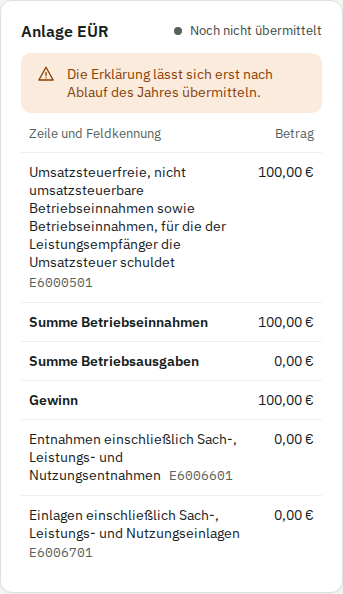 Anlage EÜR
Noch nicht übermittelt
Die Erklärung lässt sich erst nach
Ablauf des Jahres übermitteln.
Zeile und Feldkennung Betrag
Umsatzsteuerfreie, nicht 100,00 €
umsatzsteuerbare
Betriebseinnahmen sowie
Betriebseinnahmen, für die der
Leistungsempfänger die
Umsatzsteuer schuldet
E6000501
Summe Betriebseinnahmen 100,00 €
Summe Betriebsausgaben 0,00 €
Gewinn 100,00 €
Entnahmen einschließlich Sach-, 0,00 €
Leistungs- und
Nutzungsentnahmen E6006601
Einlagen einschließlich Sach-, 0,00 €
Leistungs- und Nutzungseinlagen
E6006701